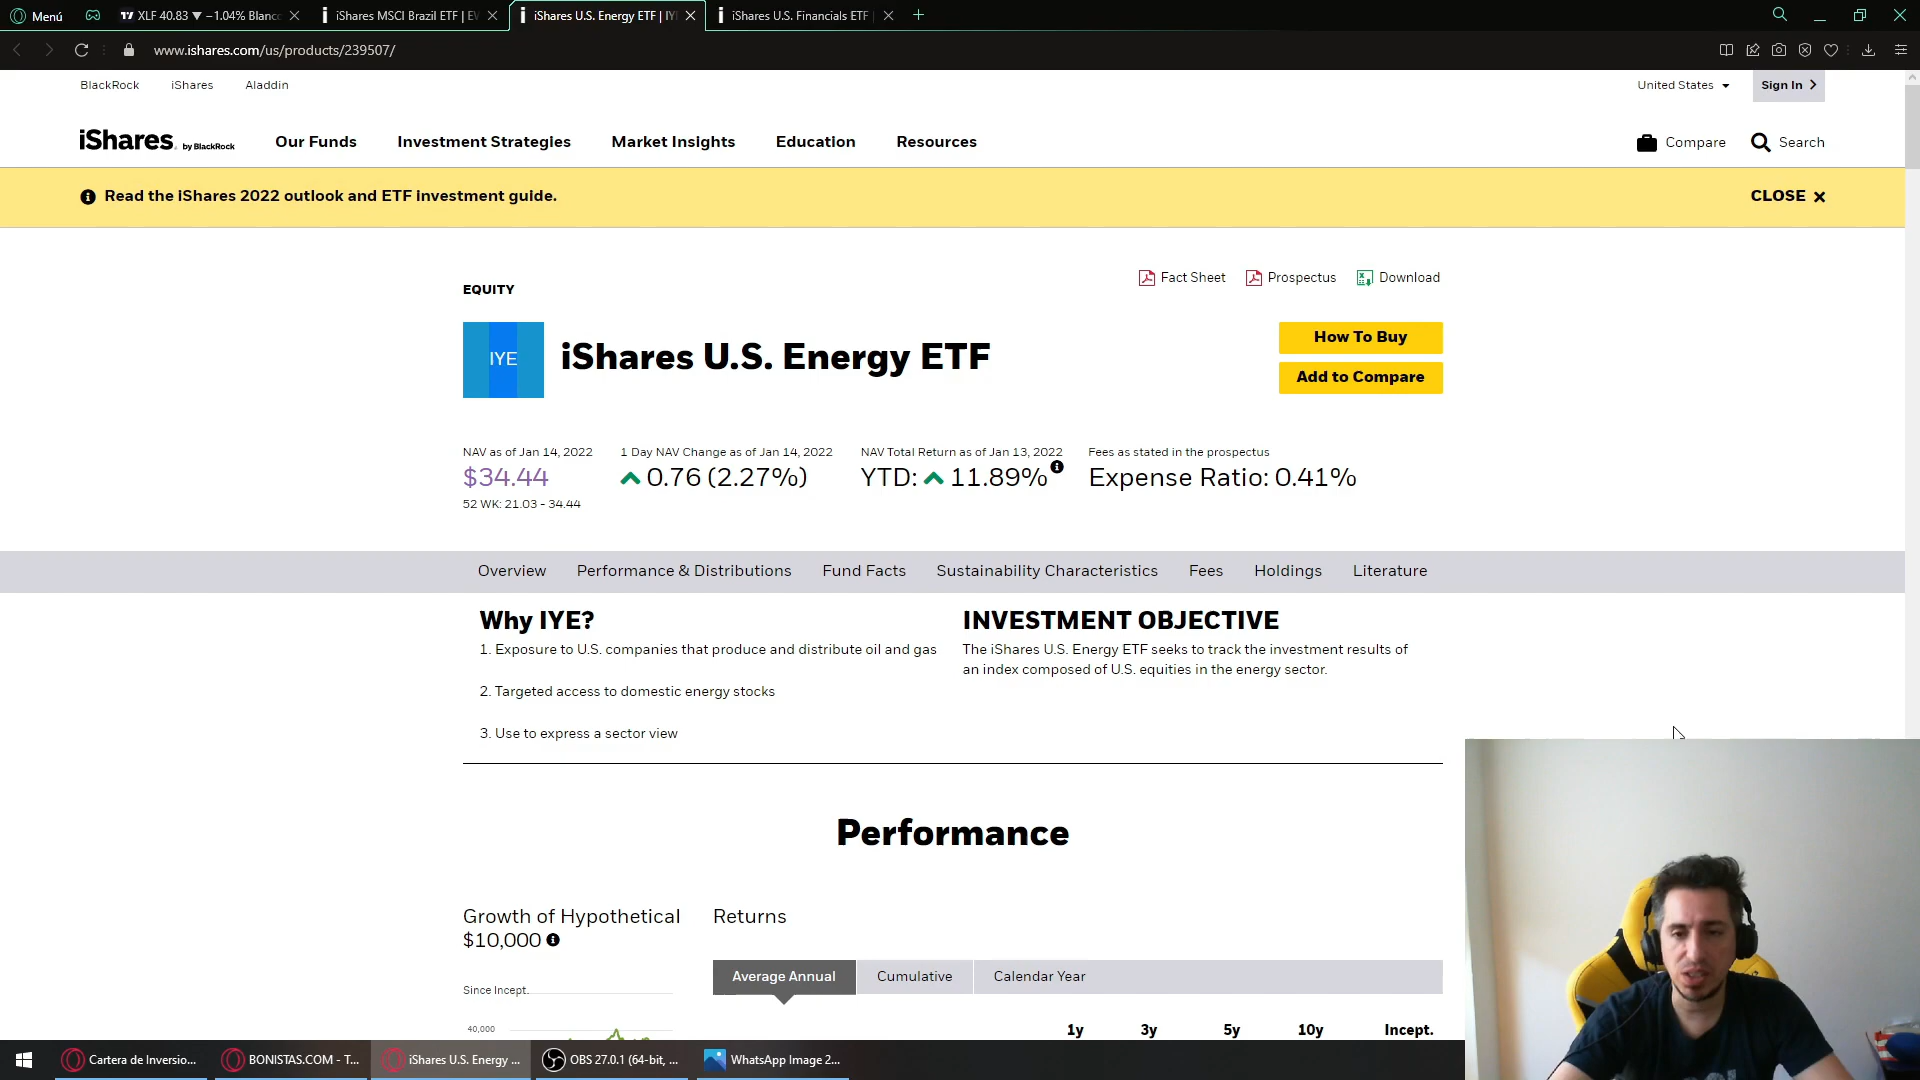 Menú
XLF 40.83 ▼ −1.04% Blanco
iShares MSCI Brazil ETF | EW
iShares U.S. Energy ETF | IYE
iShares U.S. Financials ETF |
www.ishares.com/us/products/239507/
BlackRock iShares Aladdin
United States
Sign In
iShares. by BlackRock
Our Funds Investment Strategies Market Insights Education Resources
Compare Search
Read the iShares 2022 outlook and ETF investment guide.
CLOSE
Fact Sheet Prospectus Download
EQUITY
IYE
iShares U.S. Energy ETF
How To Buy
Add to Compare
NAV as of Jan 14, 2022
$34.44
52 WK: 21.03 - 34.44
1 Day NAV Change as of Jan 14, 2022
0.76 (2.27%)
NAV Total Return as of Jan 13, 2022
YTD: 11.89%
Fees as stated in the prospectus
Expense Ratio: 0.41%
Overview Performance & Distributions Fund Facts Sustainability Characteristics Fees Holdings Literature
Why IYE?
1. Exposure to U.S. companies that produce and distribute oil and gas
2. Targeted access to domestic energy stocks
3. Use to express a sector view
INVESTMENT OBJECTIVE
The iShares U.S. Energy ETF seeks to track the investment results of
an index composed of U.S. equities in the energy sector.
Performance
Growth of Hypothetical
$10,000
Since Incept.
40,000
Returns
Average Annual Cumulative Calendar Year
1y 3y 5y 10y Incept.
Cartera de Inversio...
BONISTAS.COM - T...
iShares U.S. Energy ...
OBS 27.0.1 (64-bit, ...
WhatsApp Image 2...